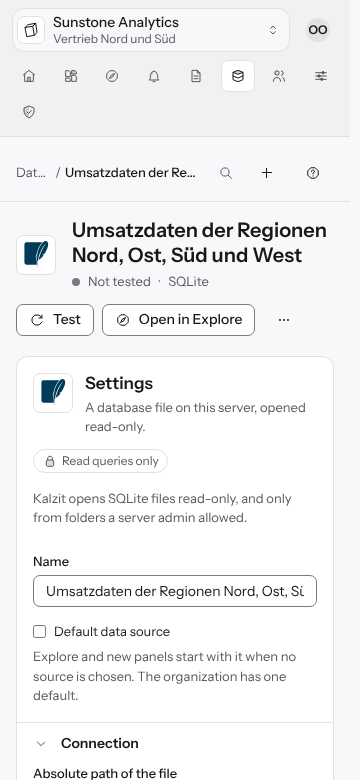 Sunstone Analytics
Vertrieb Nord und Süd
OO
Dat... / Umsatzdaten der Re...
Umsatzdaten der Regionen
Nord, Ost, Süd und West
Not tested · SQLite
Test
Open in Explore
Settings
A database file on this server, opened
read-only.
Read queries only
Kalzit opens SQLite files read-only, and only
from folders a server admin allowed.
Name
Umsatzdaten der Regionen Nord, Ost, Sü
Default data source
Explore and new panels start with it when no
source is chosen. The organization has one
default.
Connection
Absolute path of the file